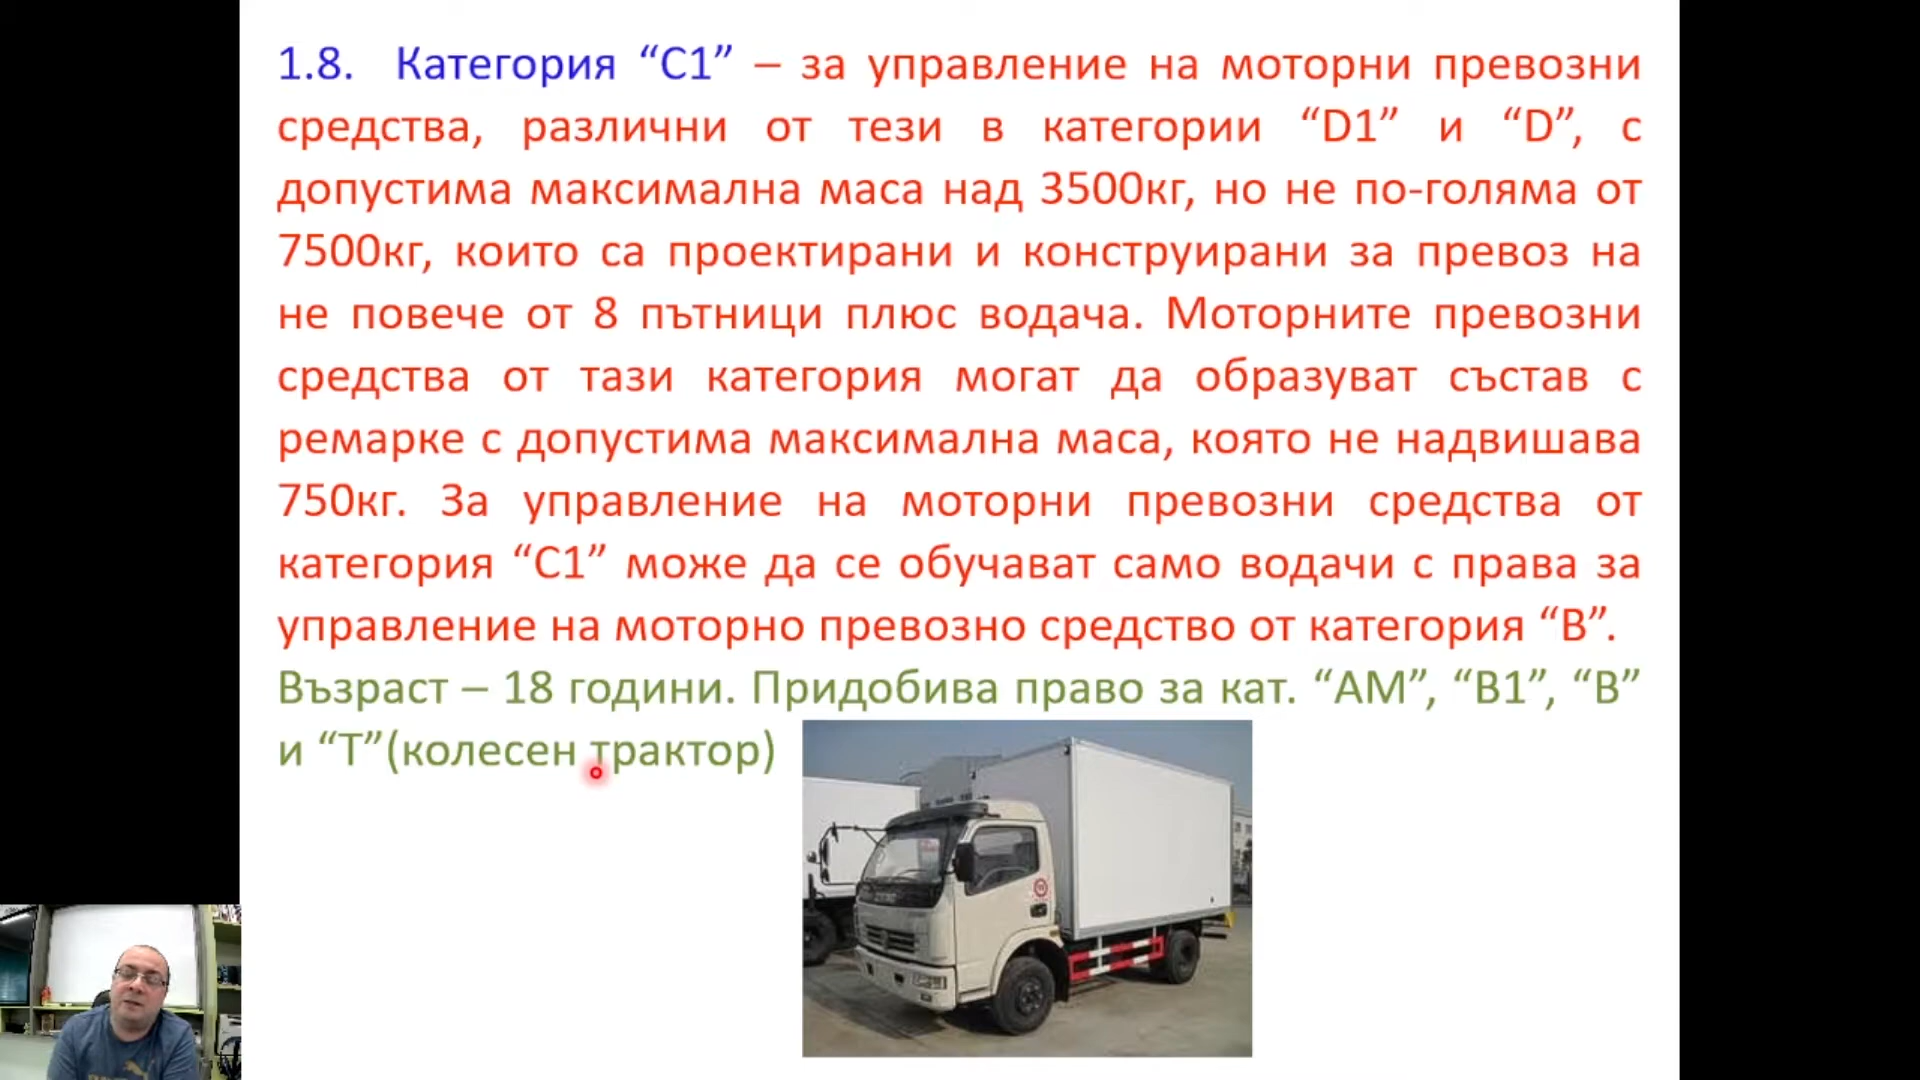 1.8. Категория “C1” – за управление на моторни превозни
средства, различни от тези в категории “D1” и “D”, с
допустима максимална маса над 3500кг, но не по-голяма от
7500кг, които са проектирани и конструирани за превоз на
не повече от 8 пътници плюс водача. Моторните превозни
средства от тази категория могат да образуват състав с
ремарке с допустима максимална маса, която не надвишава
750кг. За управление на моторни превозни средства от
категория “C1” може да се обучават само водачи с права за
управление на моторно превозно средство от категория “B”.
Възраст – 18 години. Придобива право за кат. “AM”, “B1”, “B”
и “T”(колесен трактор)